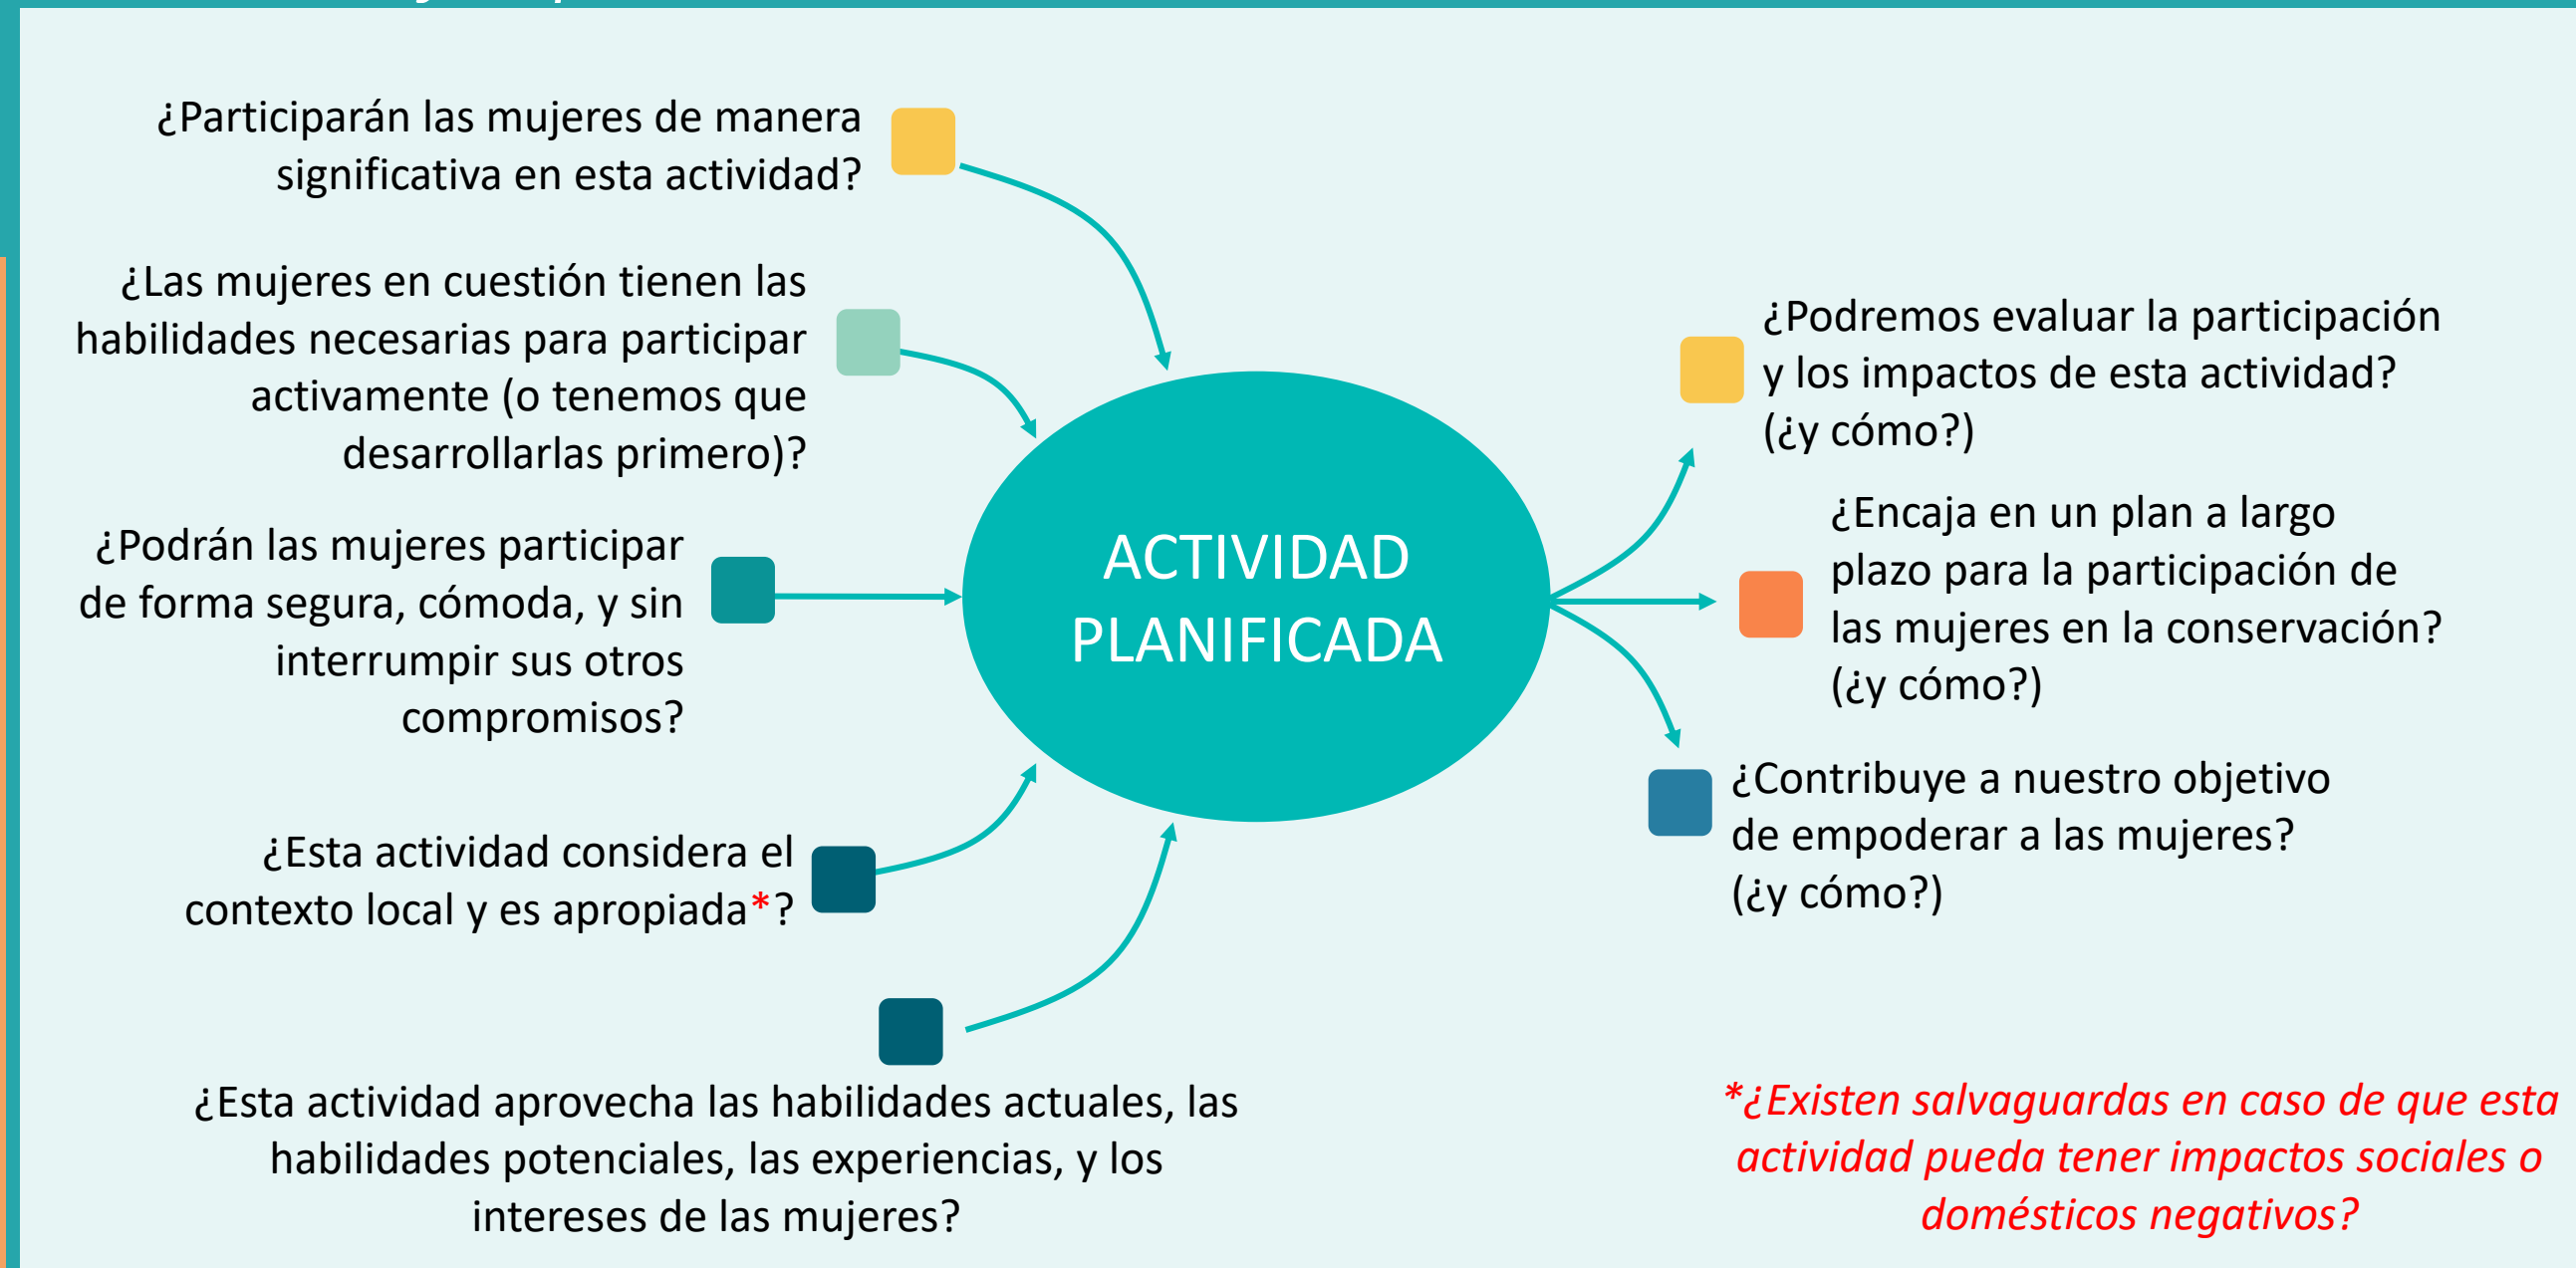 ¿Participarán las mujeres de manera
significativa en esta actividad?
¿Las mujeres en cuestión tienen las
habilidades necesarias para participar
activamente (o tenemos que
desarrollarlas primero)?
¿Podrán las mujeres participar
de forma segura, cómoda, y sin
interrumpir sus otros
compromisos?
¿Esta actividad considera el
contexto local y es apropiada*?
¿Esta actividad aprovecha las habilidades actuales, las
habilidades potenciales, las experiencias, y los
intereses de las mujeres?
ACTIVIDAD
PLANIFICADA
¿Podremos evaluar la participación
y los impactos de esta actividad?
(¿y cómo?)
¿Encaja en un plan a largo
plazo para la participación de
las mujeres en la conservación?
(¿y cómo?)
¿Contribuye a nuestro objetivo
de empoderar a las mujeres?
(¿y cómo?)
*¿Existen salvaguardas en caso de que esta
actividad pueda tener impactos sociales o
domésticos negativos?